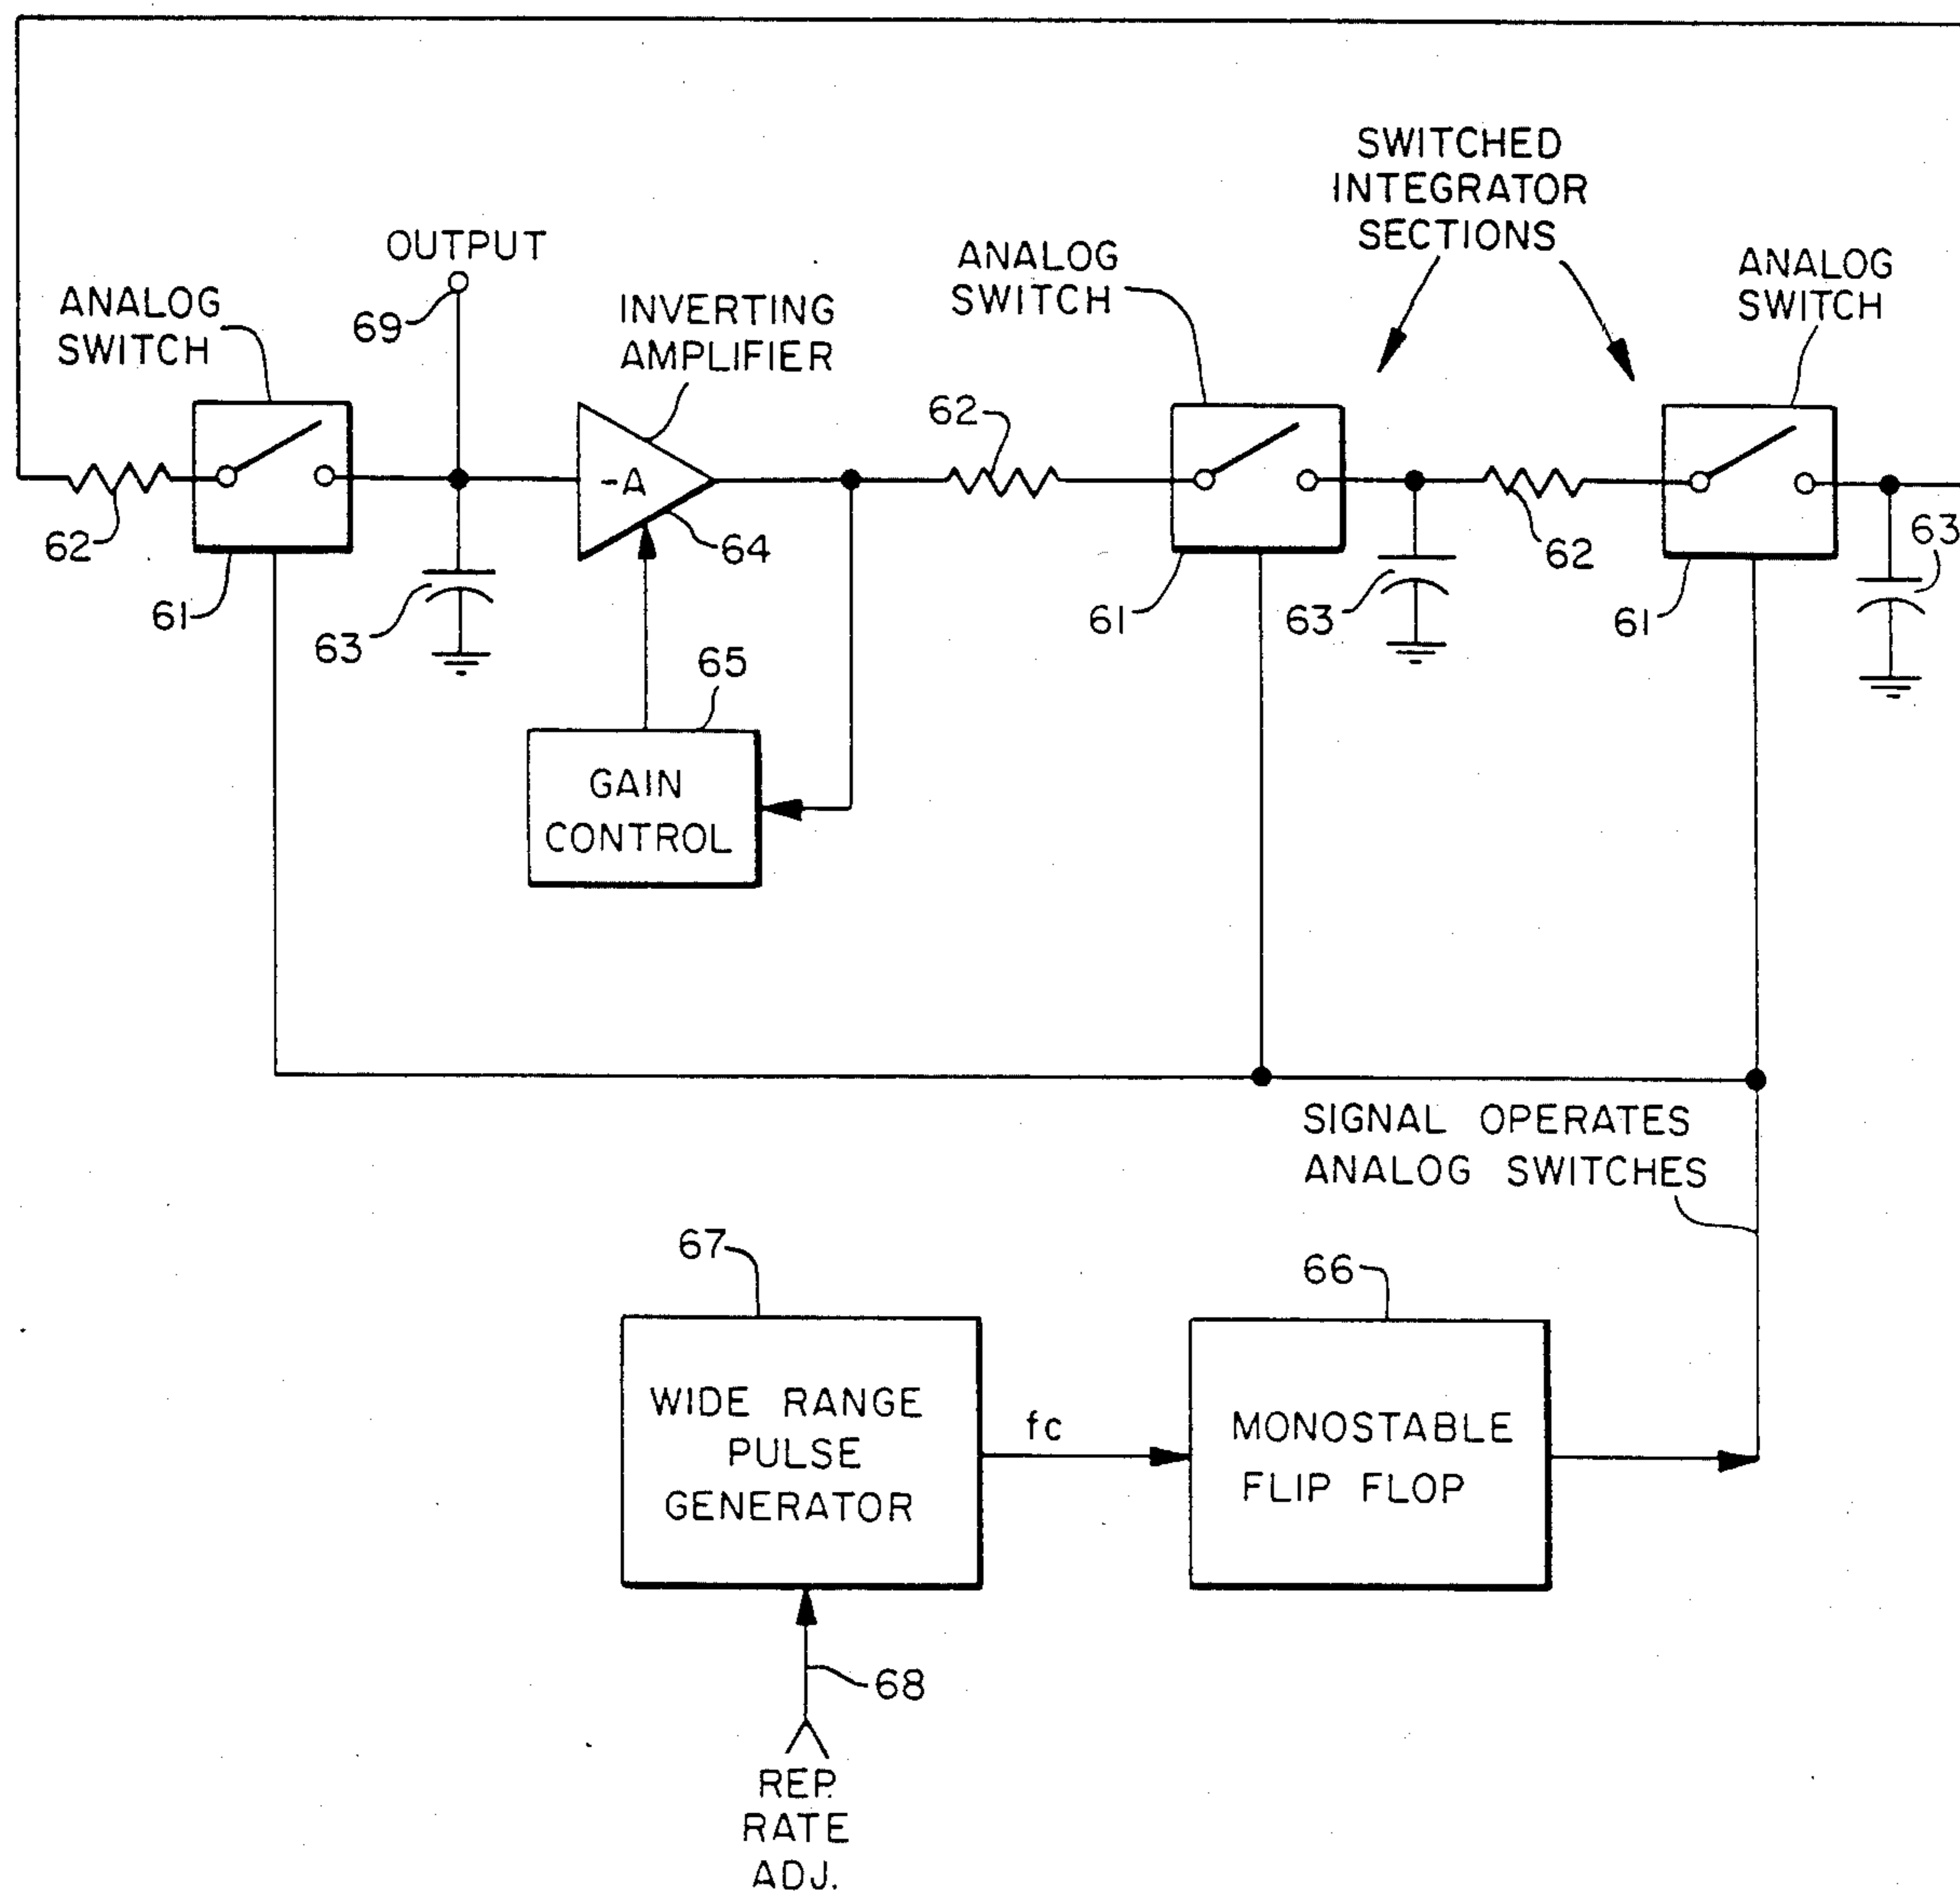 SWITCHED
INTEGRATOR
SECTIONS
OUTPUT
69
ANALOG
SWITCH
INVERTING
AMPLIFIER
ANALOG
SWITCH
ANALOG
SWITCH
62
61
63
-A
64
62
61
63
62
61
63
65
GAIN
CONTROL
SIGNAL OPERATES
ANALOG SWITCHES
67
66
WIDE RANGE
PULSE
GENERATOR
fc
MONOSTABLE
FLIP FLOP
68
REP.
RATE
ADJ.